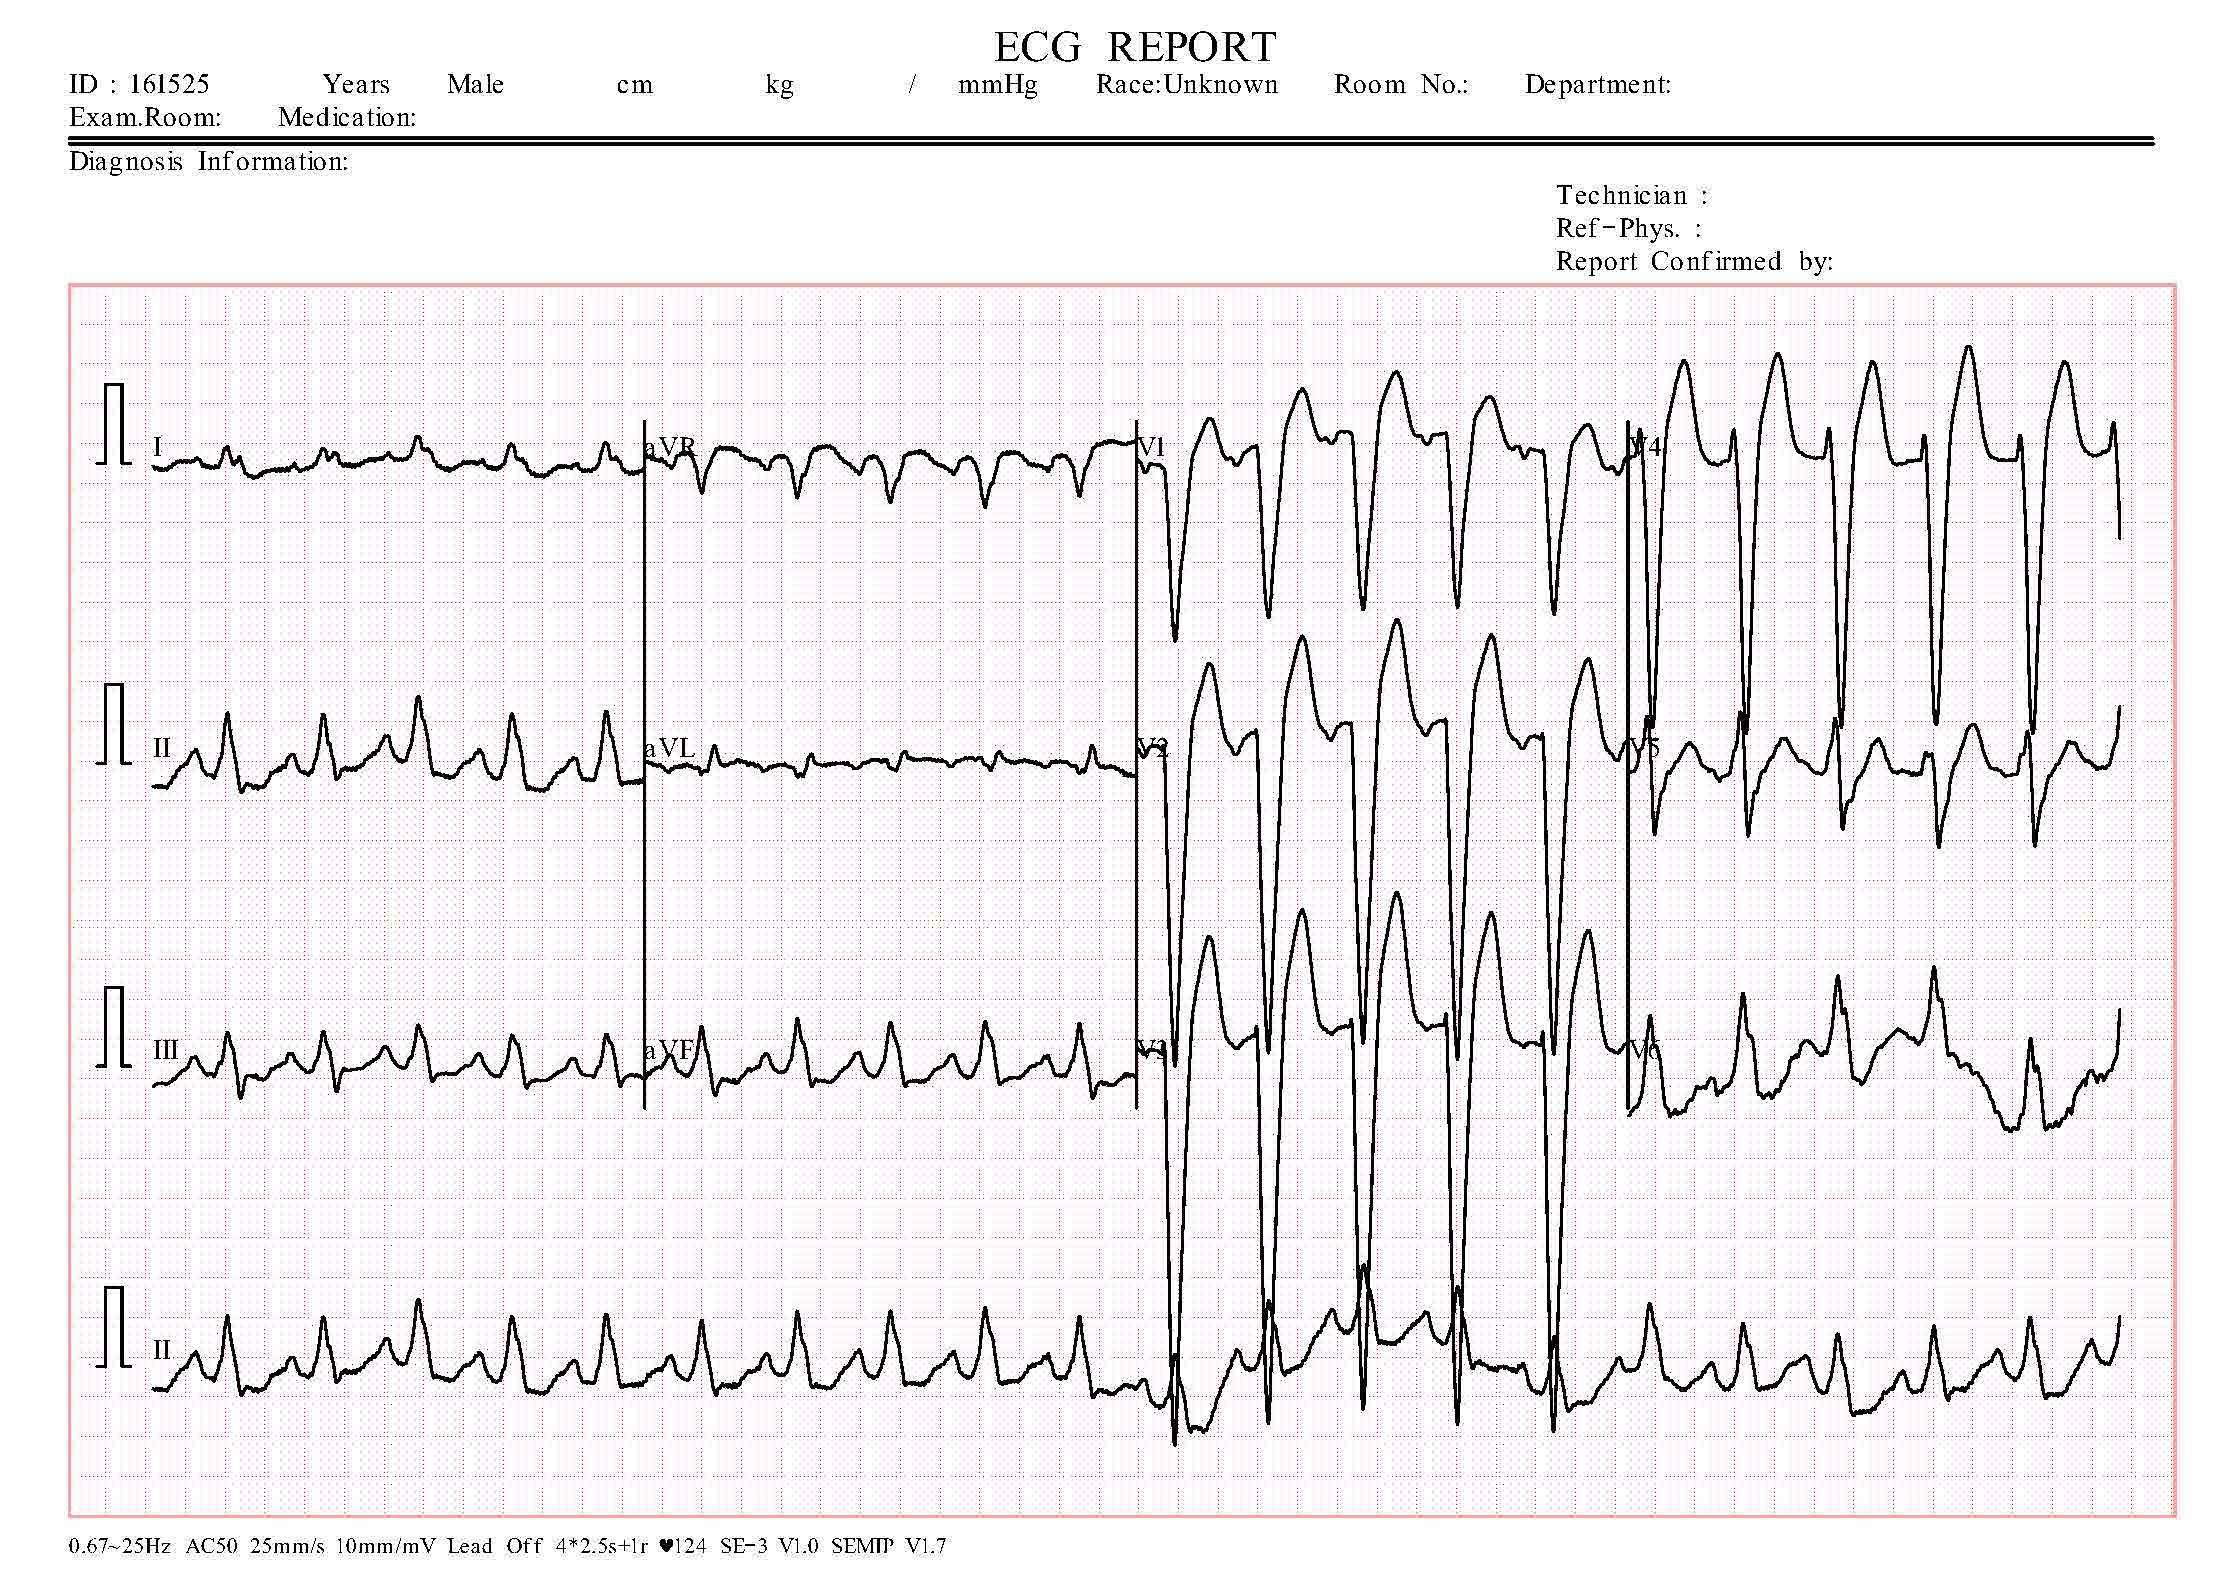 ECG REPORT
ID : 161525 Years Male cm kg / mmHg Race:Unknown Room No.: Department:
Exam.Room: Medication:
Diagnosis Information:
Technician :
Ref-Phys. :
Report Confirmed by:
I aVR V1 V4
II aVL V2 V5
III aVF V3 V6
II
0.67~25Hz AC50 25mm/s 10mm/mV Lead Off 4*2.5s+1r ♥124 SE-3 V1.0 SEMIP V1.7